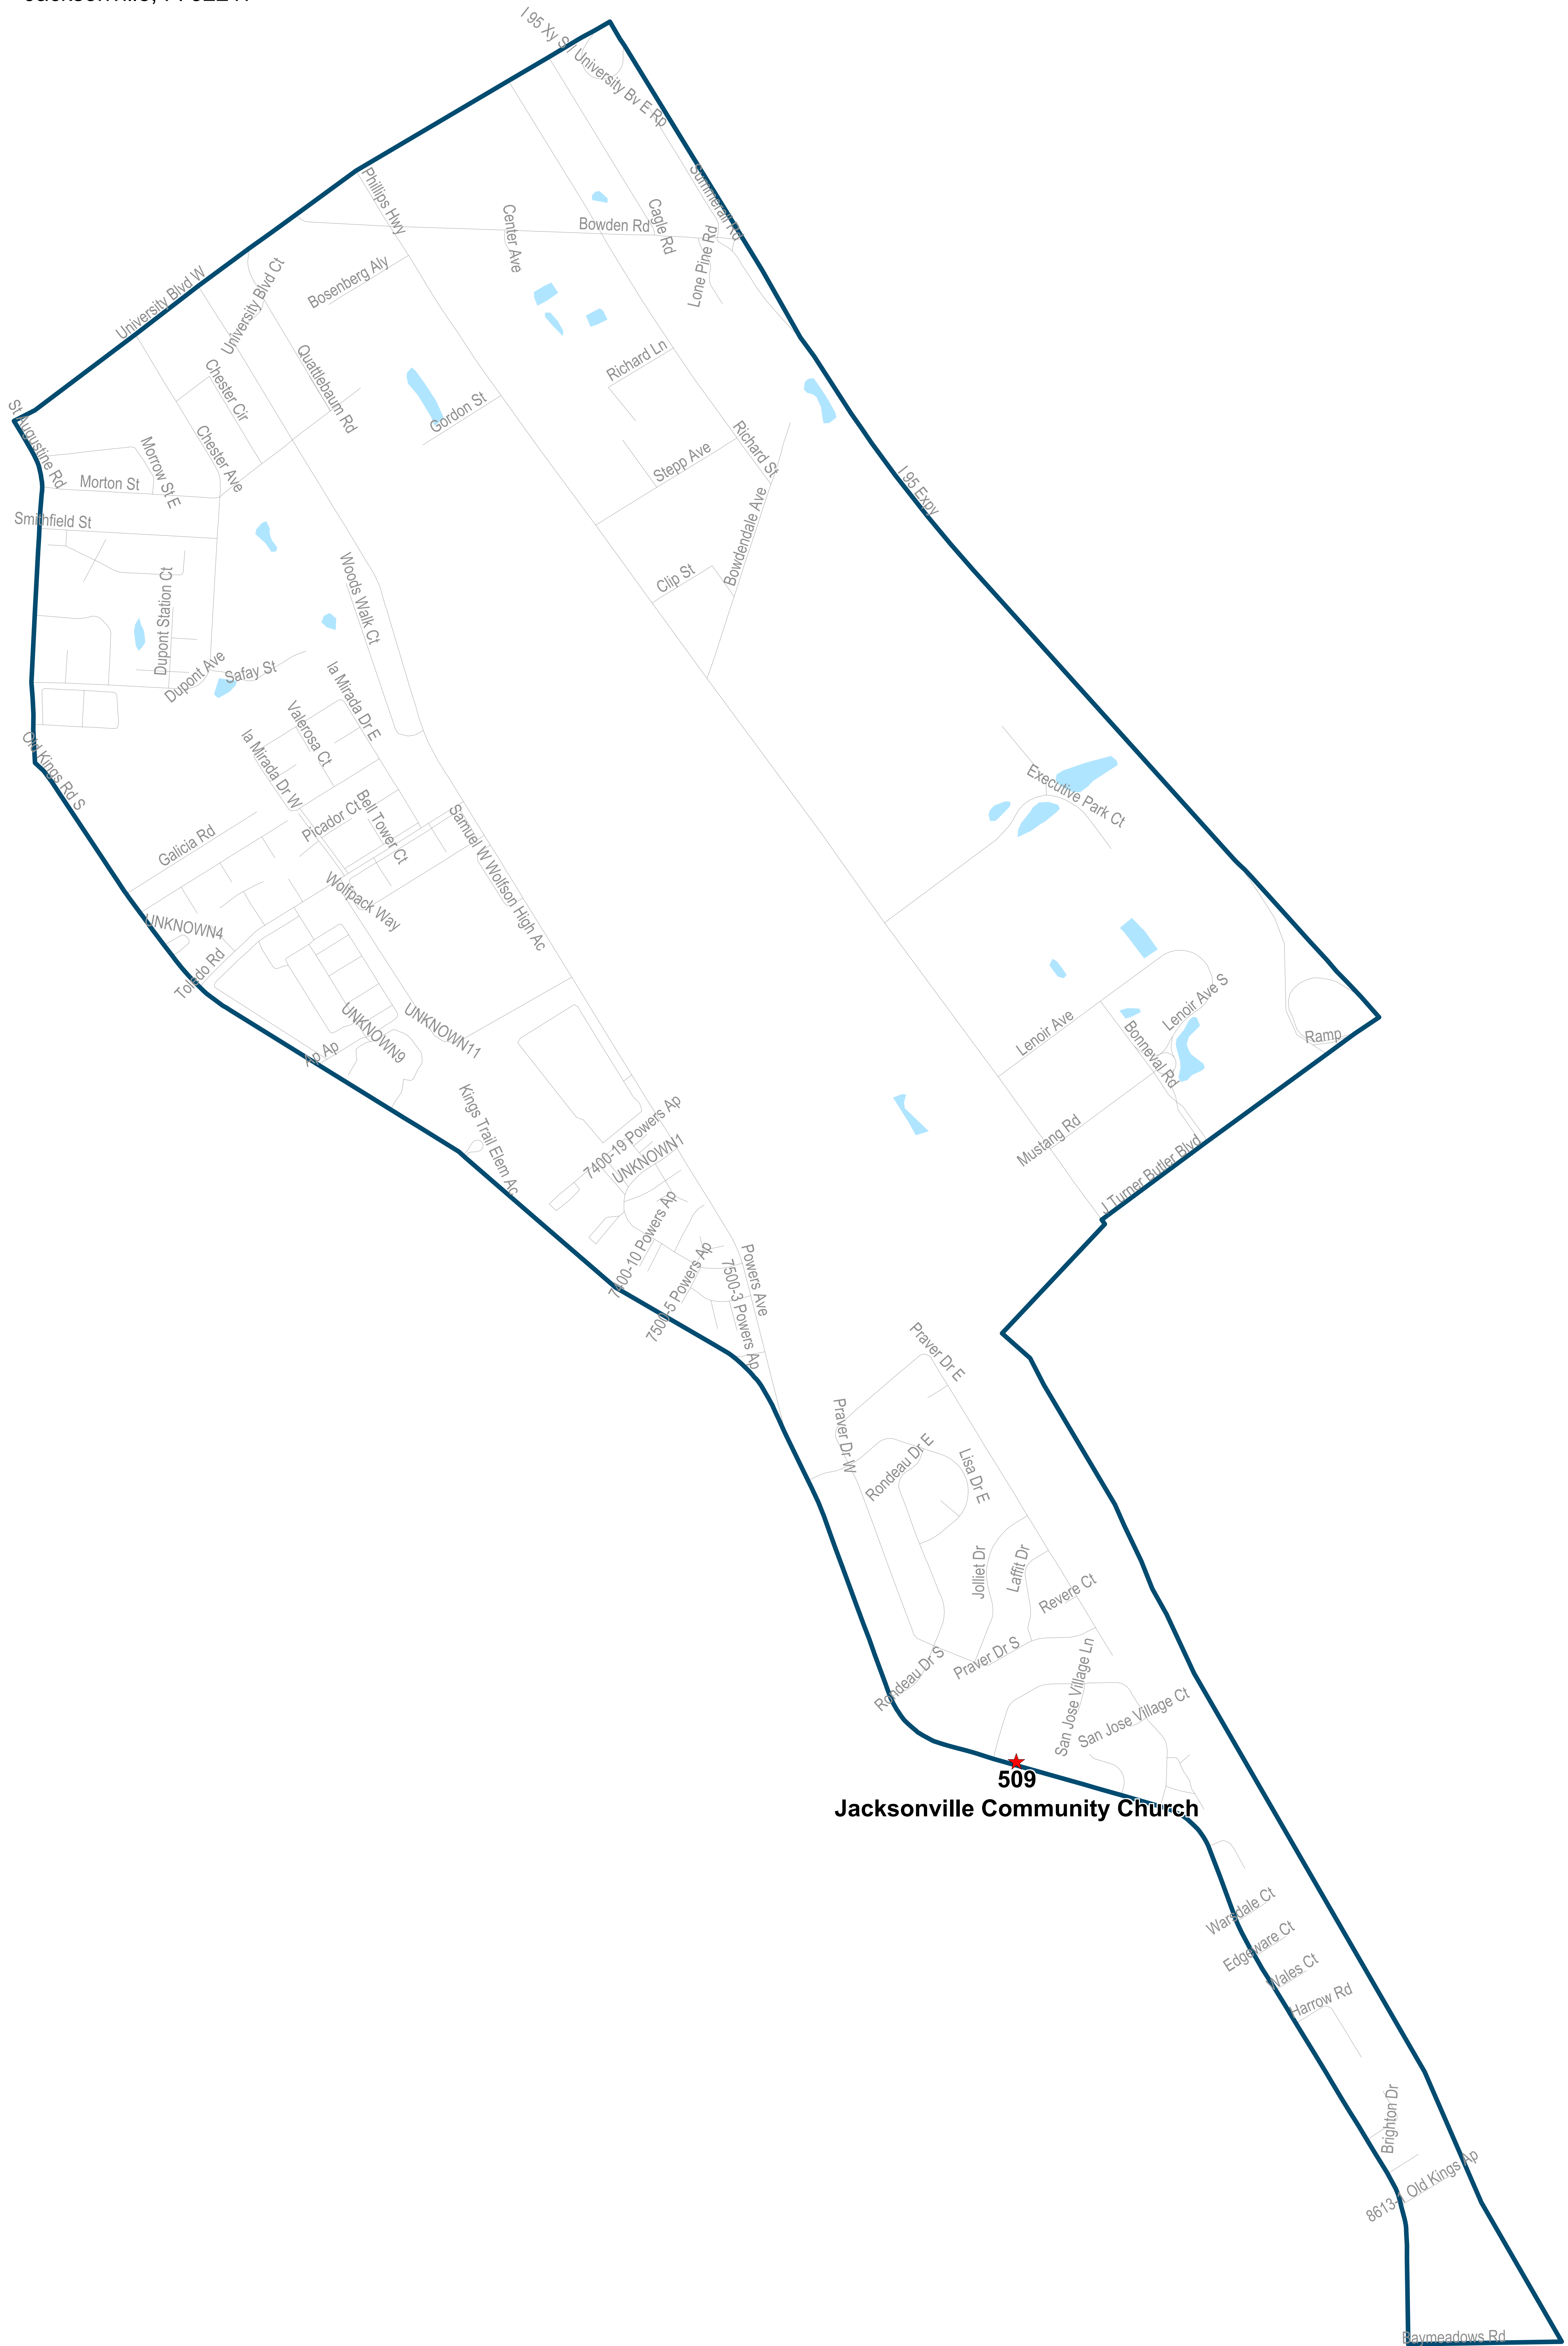 I 95 Xy S / University Bv E Rp
Summerall Rd
Phillips Hwy
Center Ave
Bowden Rd
Cagle Rd
Lone Pine Rd
University Blvd W
University Blvd Ct
Bosenberg Aly
Quattlebaum Rd
Chester Cir
Richard Ln
Gordon St
St Augustine Rd
Chester Ave
Morrow St E
Morton St
Smithfield St
Stepp Ave
Richard St
I 95 Expy
Bowdendale Ave
Clip St
Woods Walk Ct
Dupont Station Ct
Dupont Ave
Safay St
la Mirada Dr E
Valerosa Ct
la Mirada Dr W
Old Kings Rd S
Executive Park Ct
Picador Ct
Bell Tower Ct
Galicia Rd
Samuel W Wolfson High Ac
Wolfpack Way
UNKNOWN4
Toledo Rd
UNKNOWN9
UNKNOWN11
Ap Ap
Lenoir Ave
Lenoir Ave S
Bonneval Rd
Ramp
Kings Trail Elem Ac
7400-19 Powers Ap
UNKNOWN1
Mustang Rd
J Turner Butler Blvd
7400-10 Powers Ap
7500-5 Powers Ap
7500-3 Powers Ap
Powers Ave
Praver Dr E
Praver Dr W
Rondeau Dr E
Lisa Dr E
Jolliet Dr
Laffit Dr
Revere Ct
Rondeau Dr S
Praver Dr S
San Jose Village Ln
San Jose Village Ct
509
Jacksonville Community Church
Warsdale Ct
Edgeware Ct
Wales Ct
Harrow Rd
Brighton Dr
Old Kings Ap
Baymeadows Rd